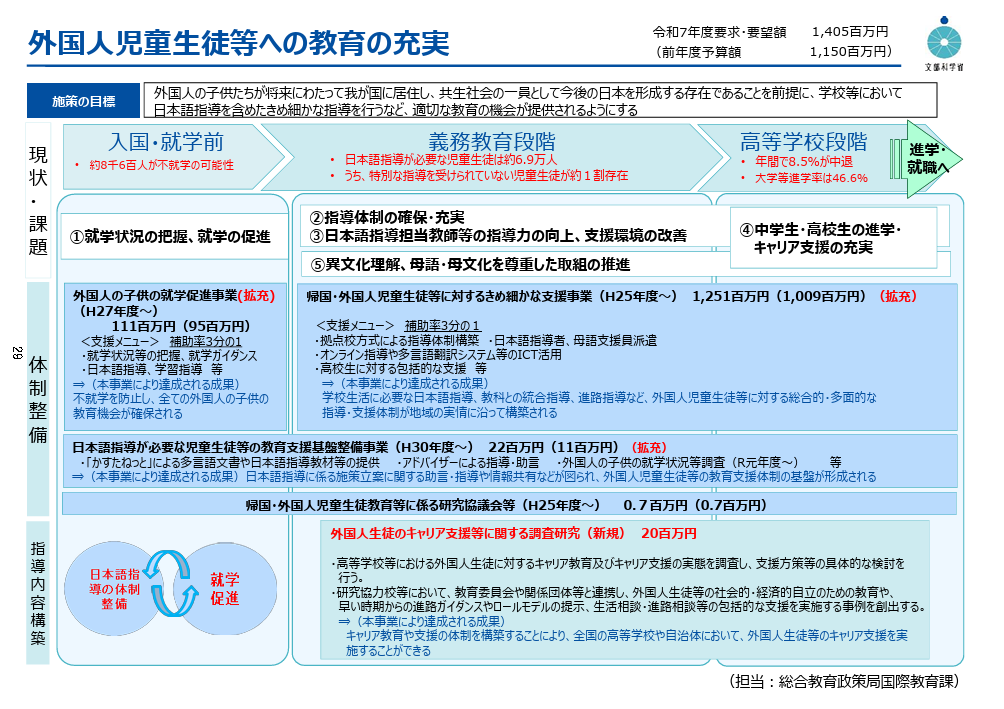 外国人児童生徒等への教育の充実
令和7年度要求・要望額 1,405百万円
（前年度予算額 1,150百万円）
文部科学省
施策の目標
外国人の子供たちが将来にわたって我が国に居住し、共生社会の一員として今後の日本を形成する存在であることを前提に、学校等において
日本語指導を含めたきめ細かな指導を行うなど、適切な教育の機会が提供されるようにする
現状・課題
入国・就学前
・ 約8千6百人が不就学の可能性
義務教育段階
・ 日本語指導が必要な児童生徒は約6.9万人
・ うち、特別な指導を受けられていない児童生徒が約１割存在
高等学校段階
・ 年間で8.5%が中退
・ 大学等進学率は46.6%
進学・
就職へ
①就学状況の把握、就学の促進
②指導体制の確保・充実
③日本語指導担当教師等の指導力の向上、支援環境の改善
④中学生・高校生の進学・
キャリア支援の充実
⑤異文化理解、母語・母文化を尊重した取組の推進
体制整備
外国人の子供の就学促進事業(拡充)
（H27年度～）
111百万円（95百万円）
＜支援メニュー＞ 補助率3分の1
・就学状況等の把握、就学ガイダンス
・日本語指導、学習指導 等
⇒（本事業により達成される成果）
不就学を防止し、全ての外国人の子供の
教育機会が確保される
帰国・外国人児童生徒等に対するきめ細かな支援事業（H25年度～） 1,251百万円（1,009百万円）（拡充）
＜支援メニュー＞ 補助率3分の１
・拠点校方式による指導体制構築 ・日本語指導者、母語支援員派遣
・オンライン指導や多言語翻訳システム等のICT活用
・高校生に対する包括的な支援 等
⇒（本事業により達成される成果）
学校生活に必要な日本語指導、教科との統合指導、進路指導など、外国人児童生徒等に対する総合的・多面的な
指導・支援体制が地域の実情に沿って構築される
日本語指導が必要な児童生徒等の教育支援基盤整備事業（H30年度～） 22百万円（11百万円）（拡充）
・「かすたねっと」による多言語文書や日本語指導教材等の提供 ・アドバイザーによる指導・助言 ・外国人の子供の就学状況等調査（R元年度～） 等
⇒（本事業により達成される成果）日本語指導に係る施策立案に関する助言・指導や情報共有などが図られ、外国人児童生徒等の教育支援体制の基盤が形成される
帰国・外国人児童生徒教育等に係る研究協議会等（H25年度～） ０.７百万円（0.7百万円）
指導内容構築
日本語指
導の体制
整備
就学
促進
外国人生徒のキャリア支援等に関する調査研究（新規） 20百万円
・高等学校等における外国人生徒に対するキャリア教育及びキャリア支援の実態を調査し、支援方策等の具体的な検討を
行う。
・研究協力校等において、教育委員会や関係団体等と連携し、外国人生徒等の社会的・経済的自立のための教育や、
早い時期からの進路ガイダンスやロールモデルの提示、生活相談・進路相談等の包括的な支援を実施する事例を創出する。
⇒（本事業により達成される成果）
キャリア教育や支援の体制を構築することにより、全国の高等学校や自治体において、外国人生徒等のキャリア支援を実
施することができる
（担当：総合教育政策局国際教育課）
29